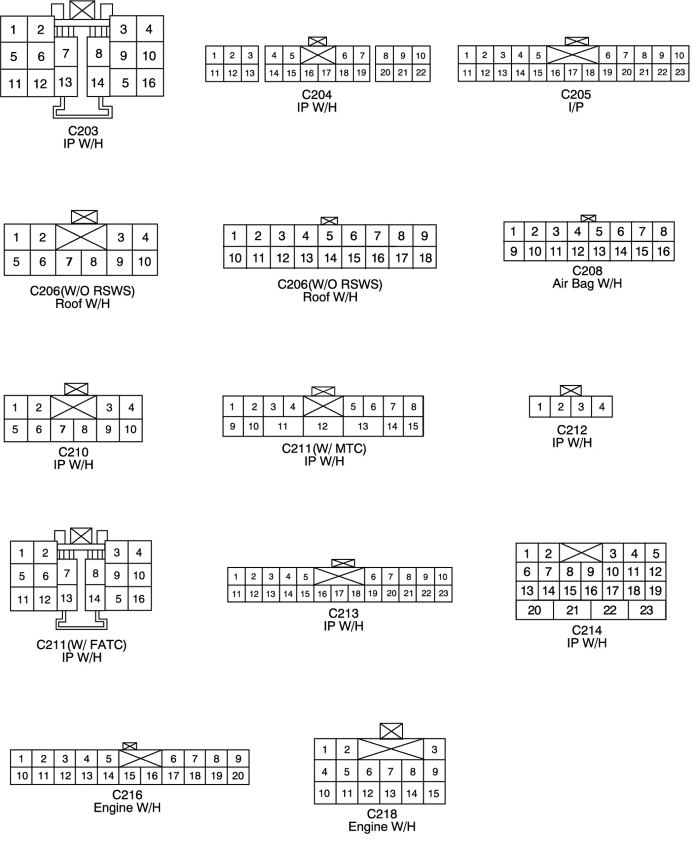 1 2 3 4
5 6 7 8 9 10
11 12 13 14 5 16
C203
IP W/H
1 2 3 4 5 6 7 8 9 10
11 12 13 14 15 16 17 18 19 20 21 22
C204
IP W/H
1 2 3 4 5 6 7 8 9 10
11 12 13 14 15 16 17 18 19 20 21 22 23
C205
I/P
1 2 3 4
5 6 7 8 9 10
C206(W/O RSWS)
Roof W/H
1 2 3 4 5 6 7 8 9
10 11 12 13 14 15 16 17 18
C206(W/O RSWS)
Roof W/H
1 2 3 4 5 6 7 8
9 10 11 12 13 14 15 16
C208
Air Bag W/H
1 2 3 4
5 6 7 8 9 10
C210
IP W/H
1 2 3 4 5 6 7 8
9 10 11 12 13 14 15
C211(W/ MTC)
IP W/H
1 2 3 4
C212
IP W/H
1 2 3 4
5 6 7 8 9 10
11 12 13 14 5 16
C211(W/ FATC)
IP W/H
1 2 3 4 5 6 7 8 9 10
11 12 13 14 15 16 17 18 19 20 21 22 23
C213
IP W/H
1 2 3 4 5
6 7 8 9 10 11 12
13 14 15 16 17 18 19
20 21 22 23
C214
IP W/H
1 2 3 4 5 6 7 8 9
10 11 12 13 14 15 16 17 18 19 20
C216
Engine W/H
1 2 3
4 5 6 7 8 9
10 11 12 13 14 15
C218
Engine W/H